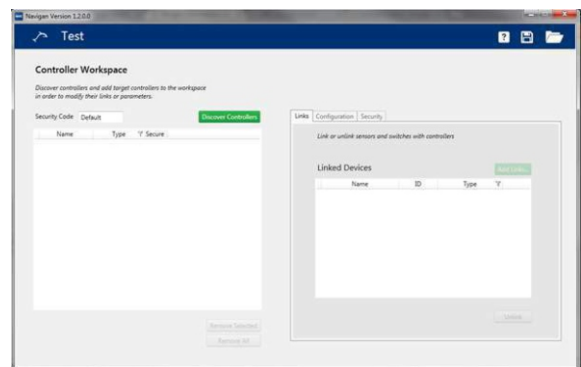 Navigan Version 1.2.0.0
Test
Controller Workspace
Discover controllers and add target controllers to the workspace
in order to modify their links or parameters.
Security Code Default Discover Controllers
Name Type Secure
Remove Selected
Remove All
Links Configuration Security
Link or unlink sensors and switches with controllers
Linked Devices
Name ID Type
Unlink